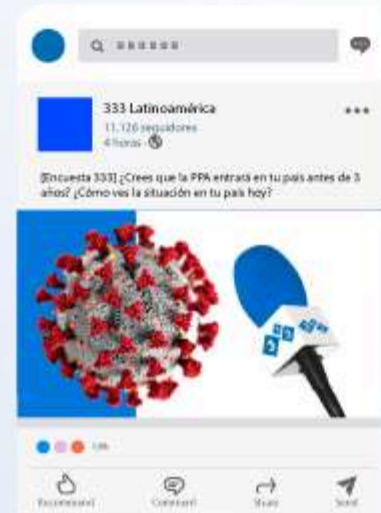 333 Latinoamérica
11.126 seguidores
4 horas
[Encuesta 333] ¿Crees que la PPA entrará en tu país antes de 3
años? ¿Cómo ves la situación en tu país hoy?
Recommend
Comment
Share
Send